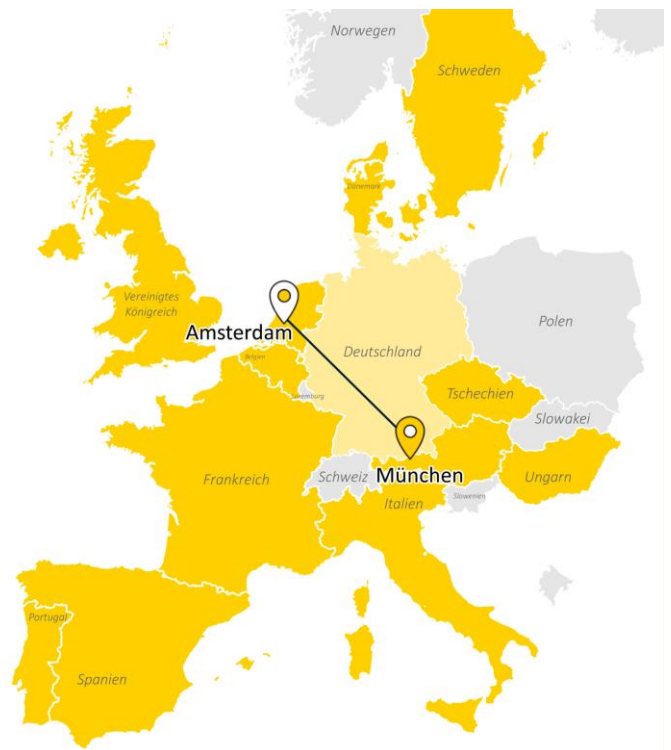 Norwegen
Schweden
Dänemark
Vereinigtes
Königreich
Polen
Amsterdam
Deutschland
Belgien
Luxemburg
Tschechien
Slowakei
Frankreich
Schweiz
München
Ungarn
Slowenien
Italien
Portugal
Spanien